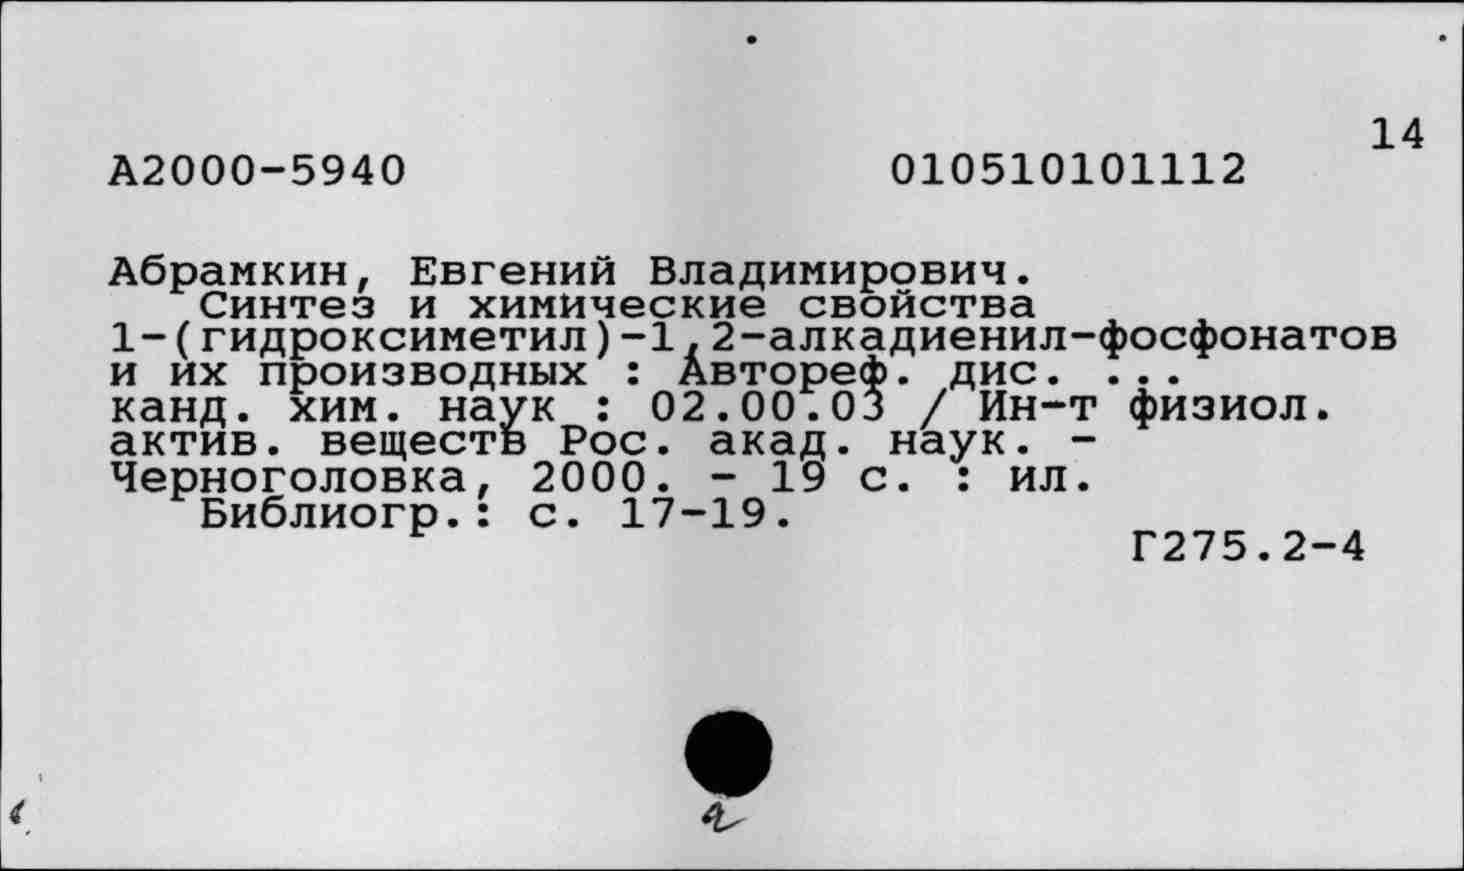 14
А2000-5940 010510101112
Абрамкин, Евгений Владимирович.
Синтез и химические свойства
1-(гидроксиметил)-1,2-алкадиенил-фосфонатов
и их производных : Автореф. дис. ...
канд. хим. наук : 02.00.03 / Ин-т физиол.
актив. веществ Рос. акад. наук. -
Черноголовка, 2000. - 19 с. : ил.
Библиогр.: с. 17-19.
Г275.2-4